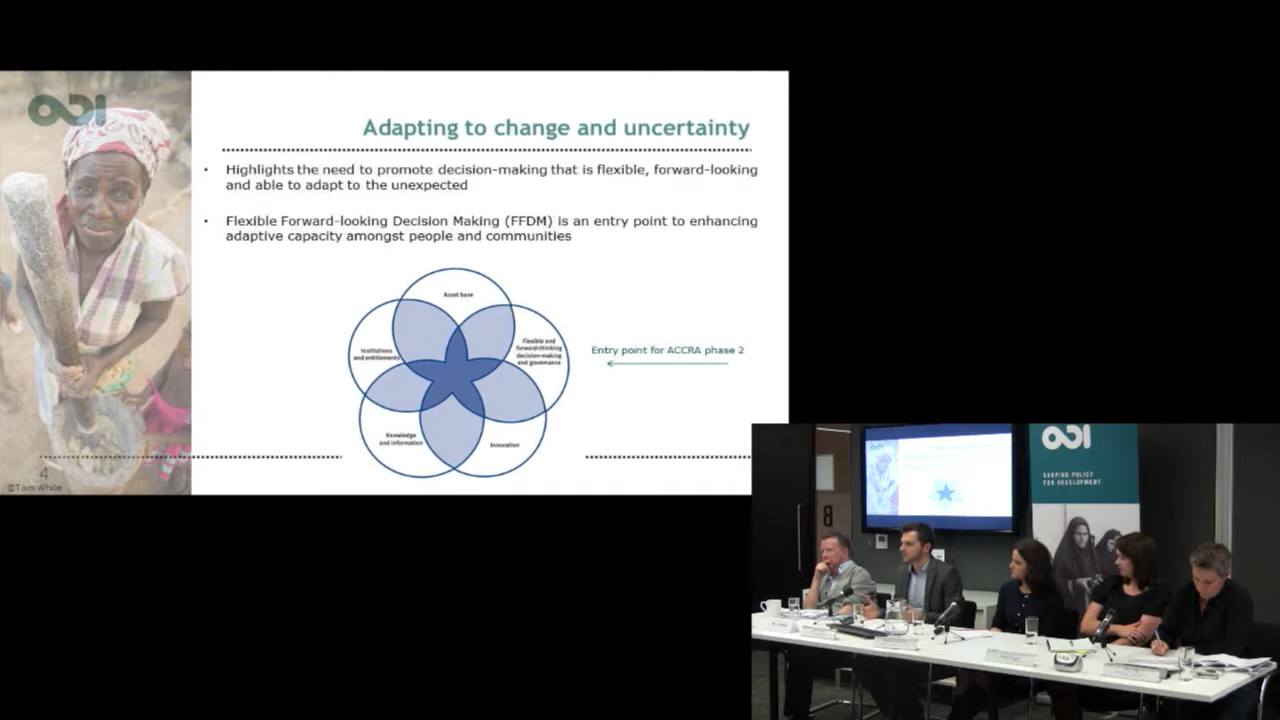 ODI
Adapting to change and uncertainty
• Highlights the need to promote decision-making that is flexible, forward-looking
and able to adapt to the unexpected
• Flexible Forward-looking Decision Making (FFDM) is an entry point to enhancing
adaptive capacity amongst people and communities
Asset base
Institutions
and entitlements
Flexible and
forward-thinking
decision-making
and governance
Knowledge
and information
Innovation
Entry point for ACCRA phase 2
4
©Tom White
ODI
SHAPING POLICY
FOR DEVELOPMENT
B